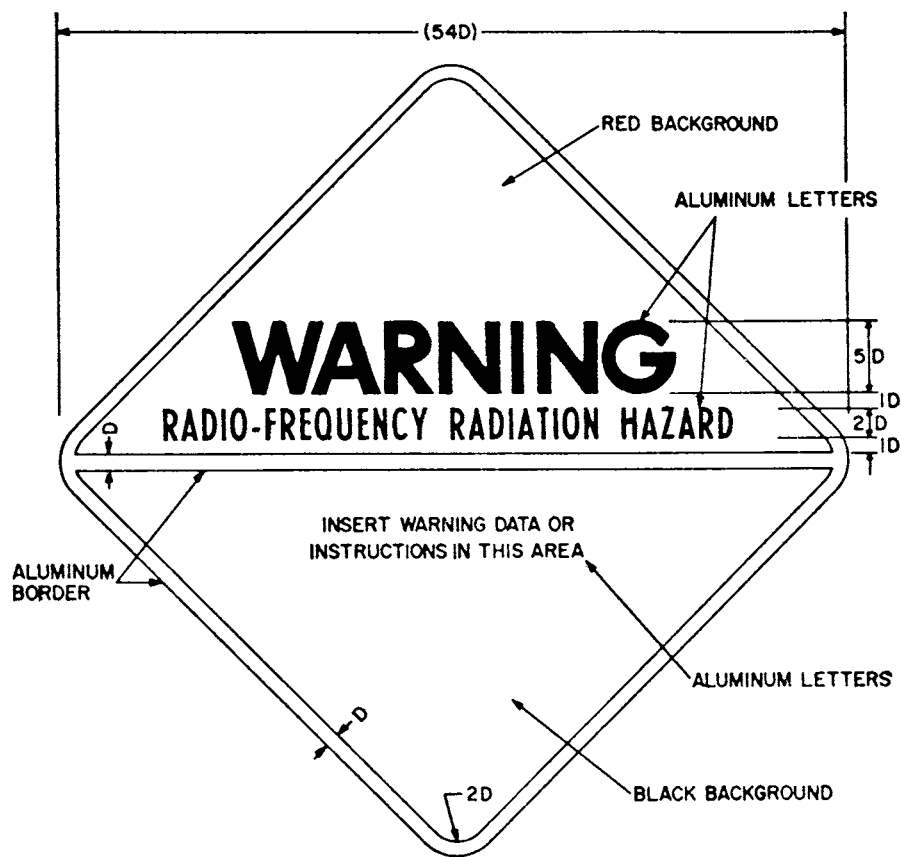 (54D)
RED BACKGROUND
ALUMINUM LETTERS
WARNING
5D
1D
RADIO-FREQUENCY RADIATION HAZARD
2D
1D
D
INSERT WARNING DATA OR
INSTRUCTIONS IN THIS AREA
ALUMINUM
BORDER
ALUMINUM LETTERS
D
2D
BLACK BACKGROUND